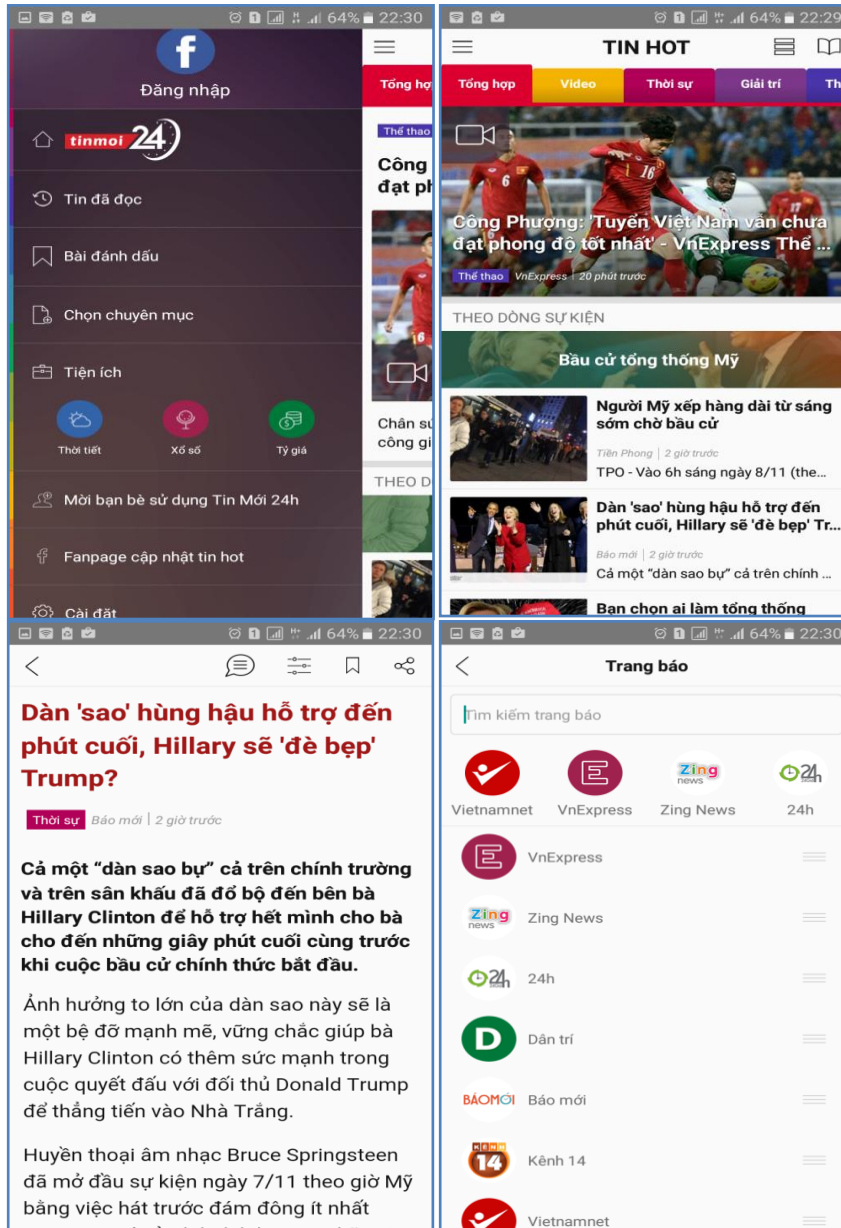 64% 22:30
f
Đăng nhập
tinmoi 24
Tin đã đọc
Bài đánh dấu
Chọn chuyên mục
Tiện ích
Thời tiết Xổ số Tỷ giá
Mời bạn bè sử dụng Tin Mới 24h
Fanpage cập nhật tin hot
Cài đặt
Tổng hợ
Thể thao
Công
đạt ph
Chân sú
công gi
THEO D
64% 22:29
TIN HOT
Tổng hợp Video Thời sự Giải trí Th
Công Phượng: 'Tuyển Việt Nam vẫn chưa
đạt phong độ tốt nhất' - VnExpress Thể ...
Thể thao VnExpress | 20 phút trước
THEO DÒNG SỰ KIỆN
Bầu cử tổng thống Mỹ
Người Mỹ xếp hàng dài từ sáng
sớm chờ bầu cử
Tiền Phong | 2 giờ trước
TPO - Vào 6h sáng ngày 8/11 (the...
Dàn 'sao' hùng hậu hỗ trợ đến
phút cuối, Hillary sẽ 'đè bẹp' Tr...
Báo mới | 2 giờ trước
Cả một “dàn sao bự” cả trên chính ...
Bạn chọn ai làm tổng thống
64% 22:30
Dàn 'sao' hùng hậu hỗ trợ đến
phút cuối, Hillary sẽ 'đè bẹp'
Trump?
Thời sự Báo mới | 2 giờ trước
Cả một “dàn sao bự” cả trên chính trường
và trên sân khấu đã đổ bộ đến bên bà
Hillary Clinton để hỗ trợ hết mình cho bà
cho đến những giây phút cuối cùng trước
khi cuộc bầu cử chính thức bắt đầu.
Ảnh hưởng to lớn của dàn sao này sẽ là
một bệ đỡ mạnh mẽ, vững chắc giúp bà
Hillary Clinton có thêm sức mạnh trong
cuộc quyết đấu với đối thủ Donald Trump
để thẳng tiến vào Nhà Trắng.
Huyền thoại âm nhạc Bruce Springsteen
đã mở đầu sự kiện ngày 7/11 theo giờ Mỹ
bằng việc hát trước đám đông ít nhất
64% 22:30
Trang báo
Tìm kiếm trang báo
Vietnamnet VnExpress Zing News 24h
VnExpress
Zing News
24h
Dân trí
BÁOMỚI Báo mới
KÊNH 14 Kênh 14
Vietnamnet